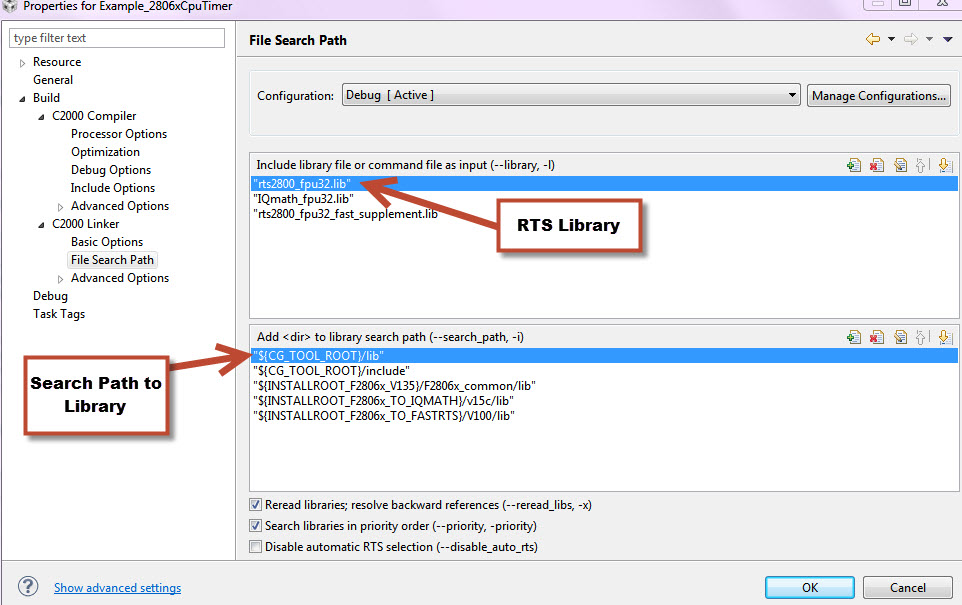 Properties for Example_2806xCpuTimer
type filter text
Resource
General
Build
C2000 Compiler
Processor Options
Optimization
Debug Options
Include Options
Advanced Options
C2000 Linker
Basic Options
File Search Path
Advanced Options
Debug
Task Tags
File Search Path
Configuration:
Debug [ Active ]
Manage Configurations...
Include library file or command file as input (--library, -l)
"rts2800_fpu32.lib"
"IQmath_fpu32.lib"
"rts2800_fpu32_fast_supplement.lib
RTS Library
Add <dir> to library search path (--search_path, -i)
"${CG_TOOL_ROOT}/lib"
"${CG_TOOL_ROOT}/include"
"${INSTALLROOT_F2806x_V135}/F2806x_common/lib"
"${INSTALLROOT_F2806x_TO_IQMATH}/v15c/lib"
"${INSTALLROOT_F2806x_TO_FASTRTS}/V100/lib"
Search Path to
Library
Reread libraries; resolve backward references (--reread_libs, -x)
Search libraries in priority order (--priority, -priority)
Disable automatic RTS selection (--disable_auto_rts)
?
Show advanced settings
OK
Cancel